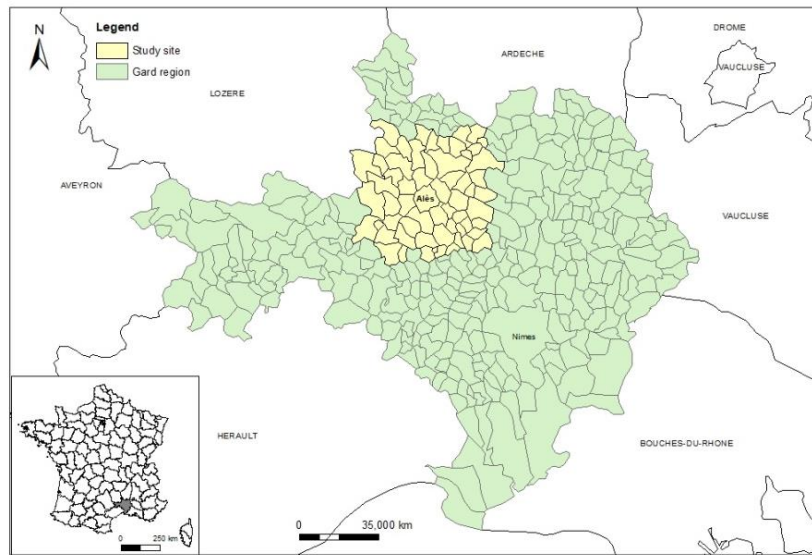 N
Legend
Study site
Gard region
DROME
ARDECHE
VAUCLUSE
LOZERE
AVEYRON
Alès
VAUCLUSE
Nimes
HERAULT
BOUCHES-DU-RHONE
0 250 km
0 35,000 km